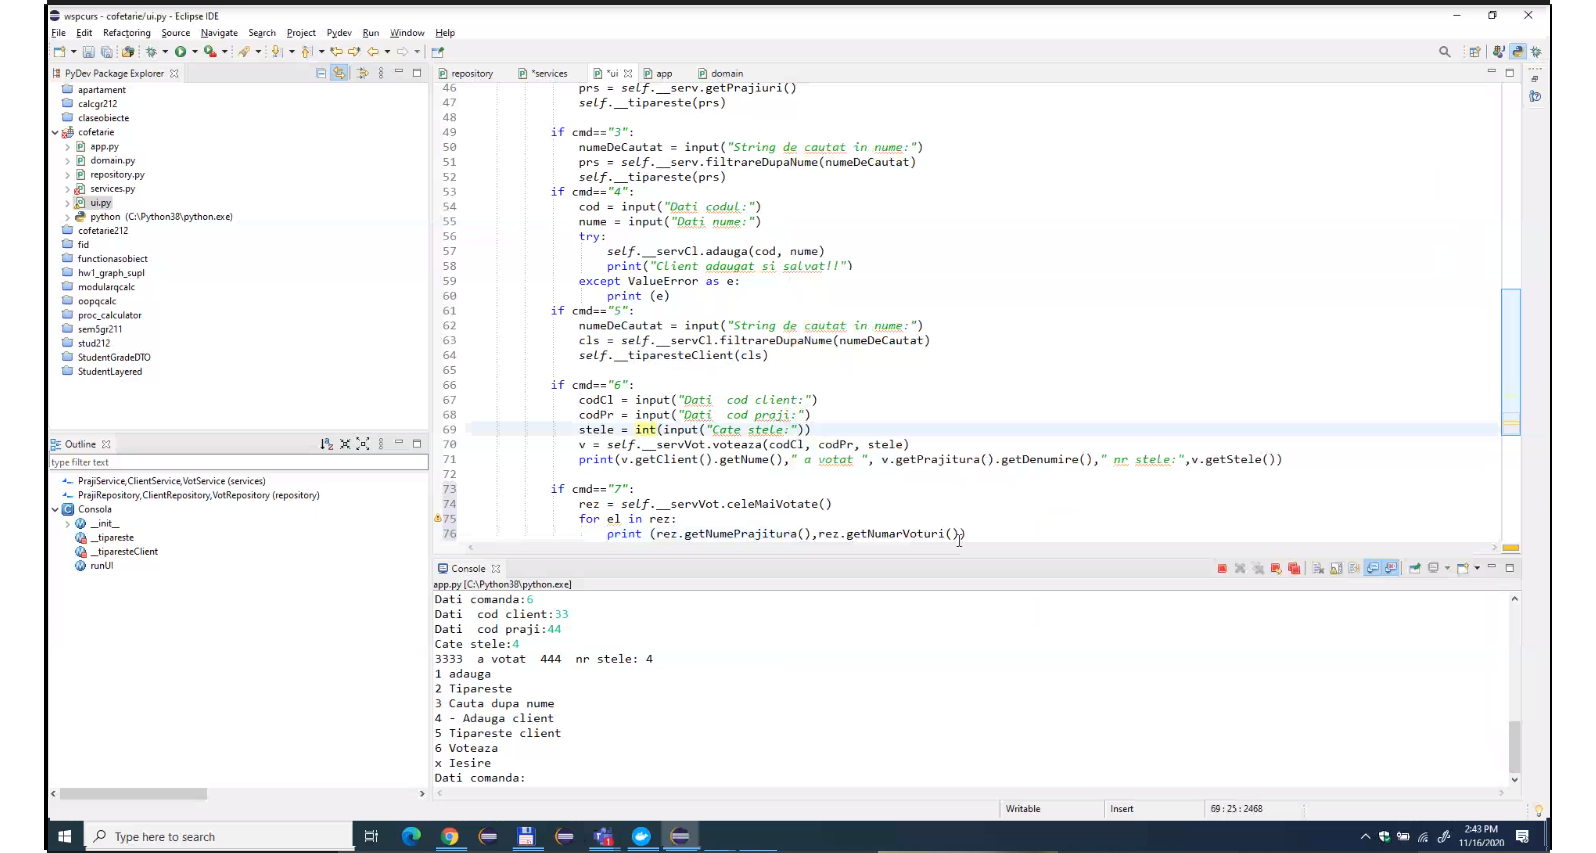 wspcurs - cofetarie/ui.py - Eclipse IDE
File Edit Refactoring Source Navigate Search Project Pydev Run Window Help
PyDev Package Explorer
repository *services *ui app domain
apartament
calcgr212
claseobiecte
cofetarie
app.py
domain.py
repository.py
services.py
ui.py
python (C:\Python38\python.exe)
cofetarie212
fid
functionasobiect
hw1_graph_supl
modularqcalc
oopqcalc
proc_calculator
sem5gr211
stud212
StudentGradeDTO
StudentLayered
46 prs = self.__serv.getPrajiuri()
47 self.__tipareste(prs)
48
49 if cmd=="3":
50 numeDeCautat = input("String de cautat in nume:")
51 prs = self.__serv.filtrareDupaNume(numeDeCautat)
52 self.__tipareste(prs)
53 if cmd=="4":
54 cod = input("Dati codul:")
55 nume = input("Dati nume:")
56 try:
57 self.__servCl.adauga(cod, nume)
58 print("Client adaugat si salvat!!")
59 except ValueError as e:
60 print (e)
61 if cmd=="5":
62 numeDeCautat = input("String de cautat in nume:")
63 cls = self.__servCl.filtrareDupaNume(numeDeCautat)
64 self.__tiparesteClient(cls)
65
66 if cmd=="6":
67 codCl = input("Dati  cod client:")
68 codPr = input("Dati  cod praji:")
69 stele = int(input("Cate stele:"))
70 v = self.__servVot.voteaza(codCl, codPr, stele)
71 print(v.getClient().getNume()," a votat ", v.getPrajitura().getDenumire()," nr stele:",v.getStele())
72
73 if cmd=="7":
74 rez = self.__servVot.celeMaiVotate()
75 for el in rez:
76 print (rez.getNumePrajitura(),rez.getNumarVoturi())
Outline
type filter text
PrajiService,ClientService,VotService (services)
PrajiRepository,ClientRepository,VotRepository (repository)
Consola
__init__
__tipareste
__tiparesteClient
runUI
Console
app.py [C:\Python38\python.exe]
Dati comanda:6
Dati  cod client:33
Dati  cod praji:44
Cate stele:4
3333  a votat  444  nr stele: 4
1 adauga
2 Tipareste
3 Cauta dupa nume
4 - Adauga client
5 Tipareste client
6 Voteaza
x Iesire
Dati comanda:
Writable Insert 69 : 25 : 2468
Type here to search
2:43 PM
11/16/2020